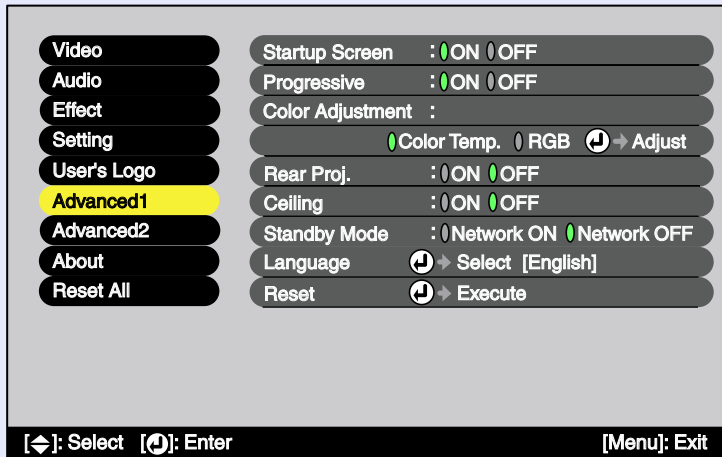 Video
Audio
Effect
Setting
User's Logo
Advanced1
Advanced2
About
Reset All
Startup Screen : ON OFF
Progressive : ON OFF
Color Adjustment :
Color Temp. RGB Adjust
Rear Proj. : ON OFF
Ceiling : ON OFF
Standby Mode : Network ON Network OFF
Language Select [English]
Reset Execute
[ ]: Select [ ]: Enter [Menu]: Exit